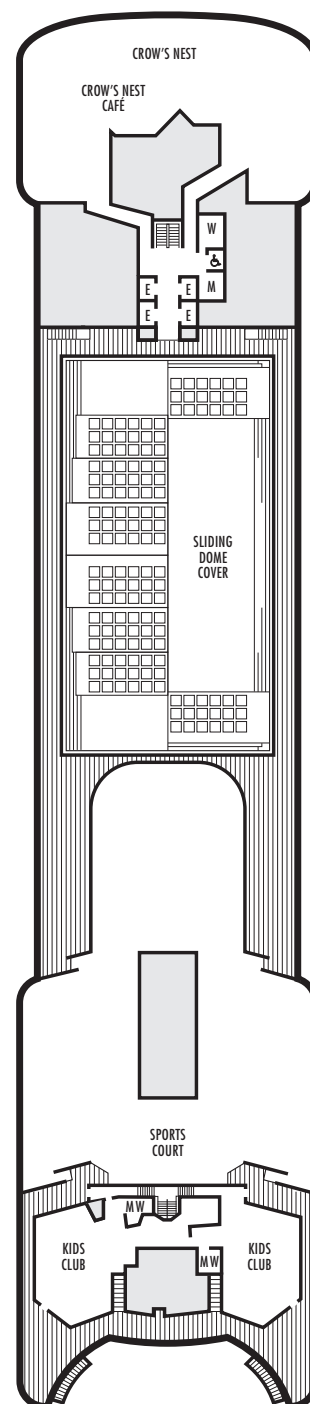 CROW'S NEST
CROW'S NEST
CAFÉ
W
M
E
E
E
E
SLIDING
DOME
COVER
SPORTS
COURT
M W
KIDS
CLUB
KIDS
CLUB
M W